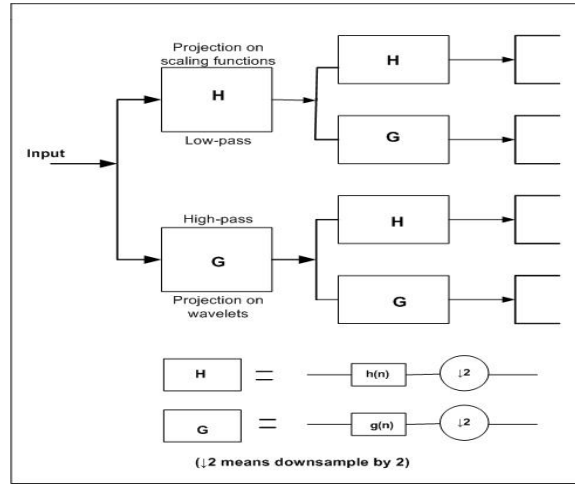 Projection on
scaling functions
H
Low-pass
H
G
Input
High-pass
G
Projection on
wavelets
H
G
H = h(n) ↓2
G = g(n) ↓2
(↓2 means downsample by 2)